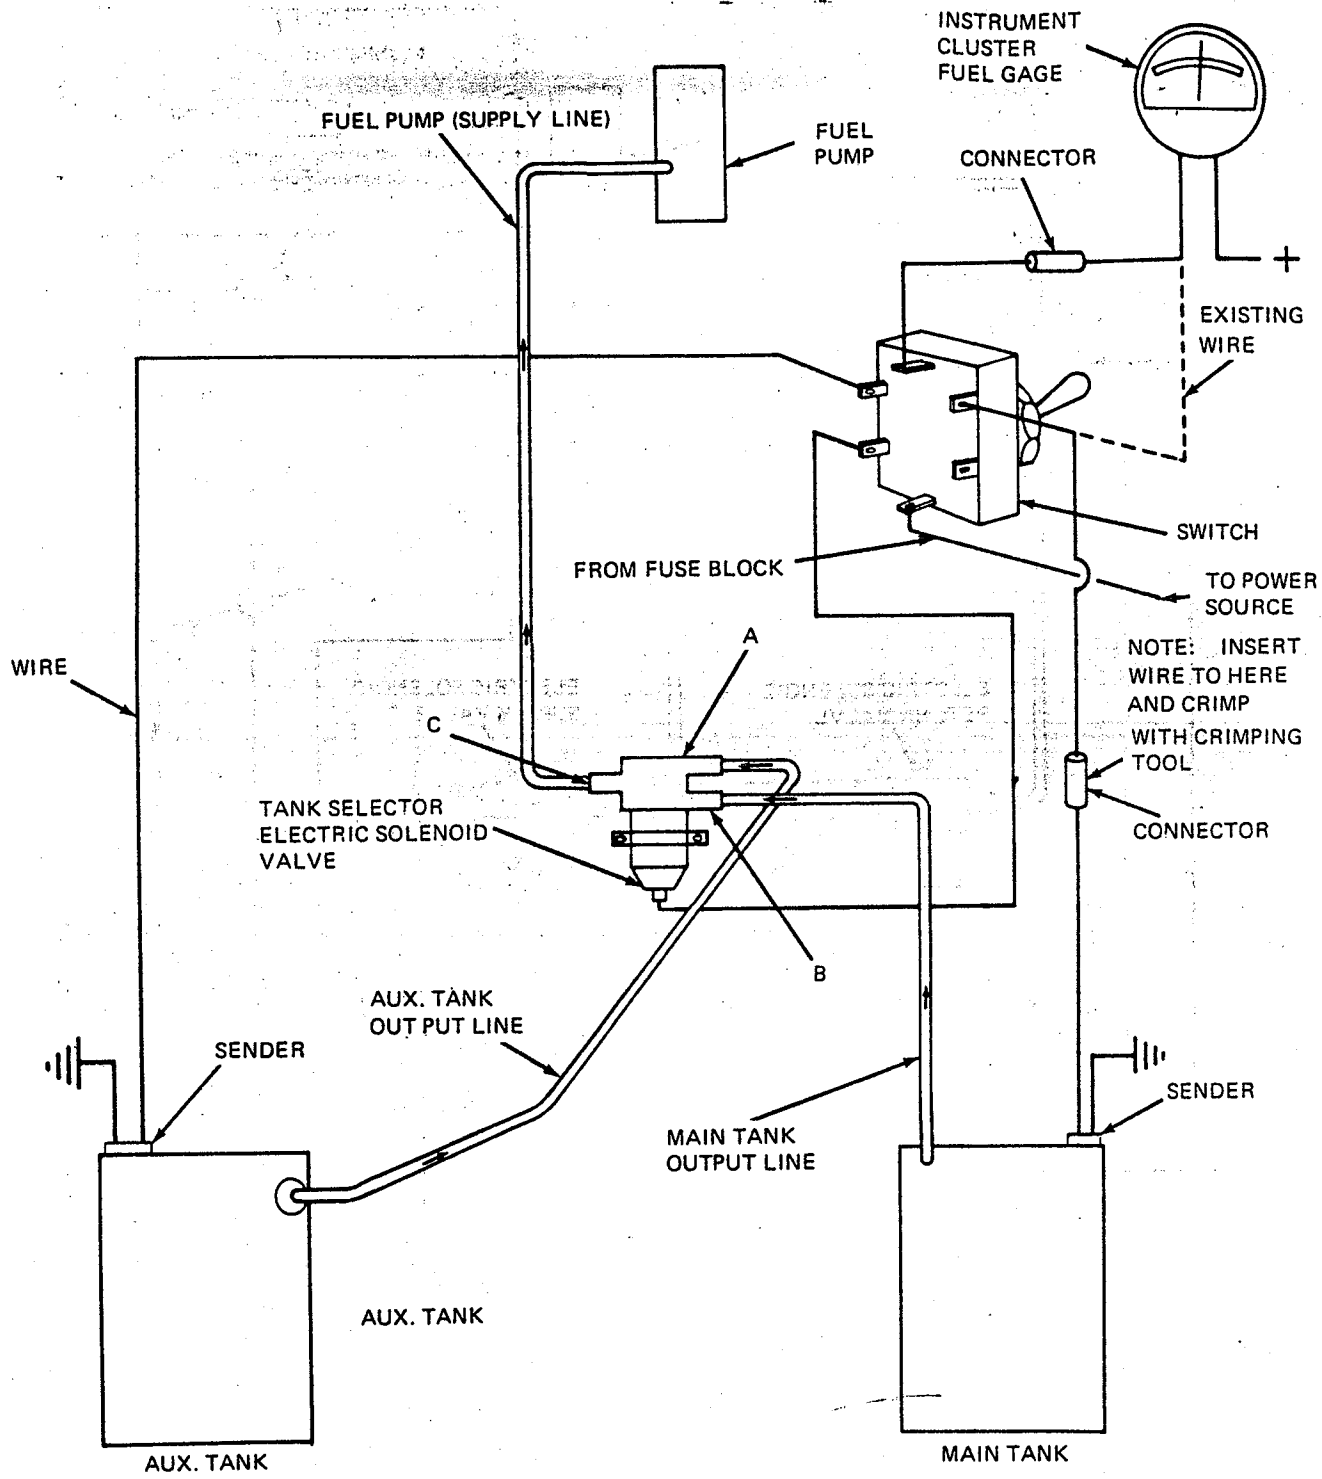 INSTRUMENT
CLUSTER
FUEL GAGE
FUEL PUMP (SUPPLY LINE)
FUEL
PUMP
CONNECTOR
+
EXISTING
WIRE
SWITCH
FROM FUSE BLOCK
TO POWER
SOURCE
A
NOTE: INSERT
WIRE TO HERE
AND CRIMP
WITH CRIMPING
TOOL
WIRE
C
TANK SELECTOR
ELECTRIC SOLENOID
VALVE
CONNECTOR
B
AUX. TANK
OUT PUT LINE
SENDER
SENDER
MAIN TANK
OUTPUT LINE
AUX. TANK
AUX. TANK
MAIN TANK